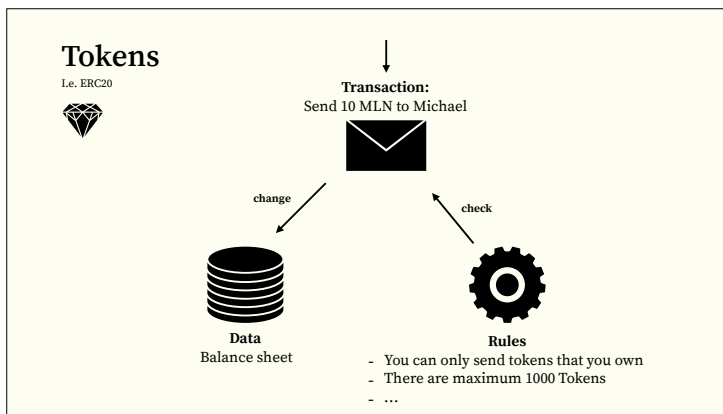 Tokens
I.e. ERC20
Transaction:
Send 10 MLN to Michael
change
check
Data
Balance sheet
Rules
- You can only send tokens that you own
- There are maximum 1000 Tokens
- ...